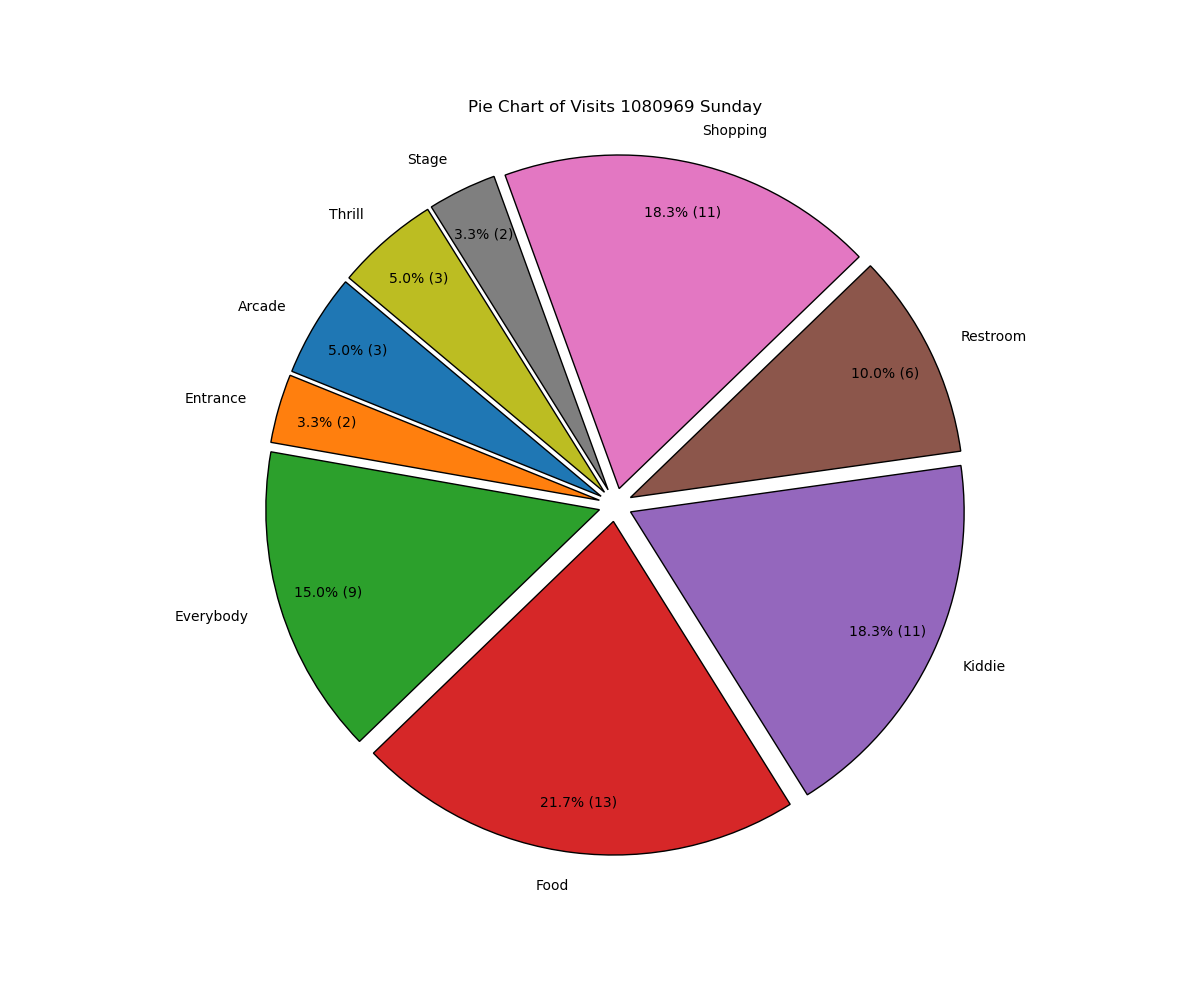 Pie Chart of Visits 1080969 Sunday
Shopping
18.3% (11)
Stage
3.3% (2)
Thrill
5.0% (3)
Arcade
5.0% (3)
Entrance
3.3% (2)
Everybody
15.0% (9)
Food
21.7% (13)
Kiddie
18.3% (11)
Restroom
10.0% (6)